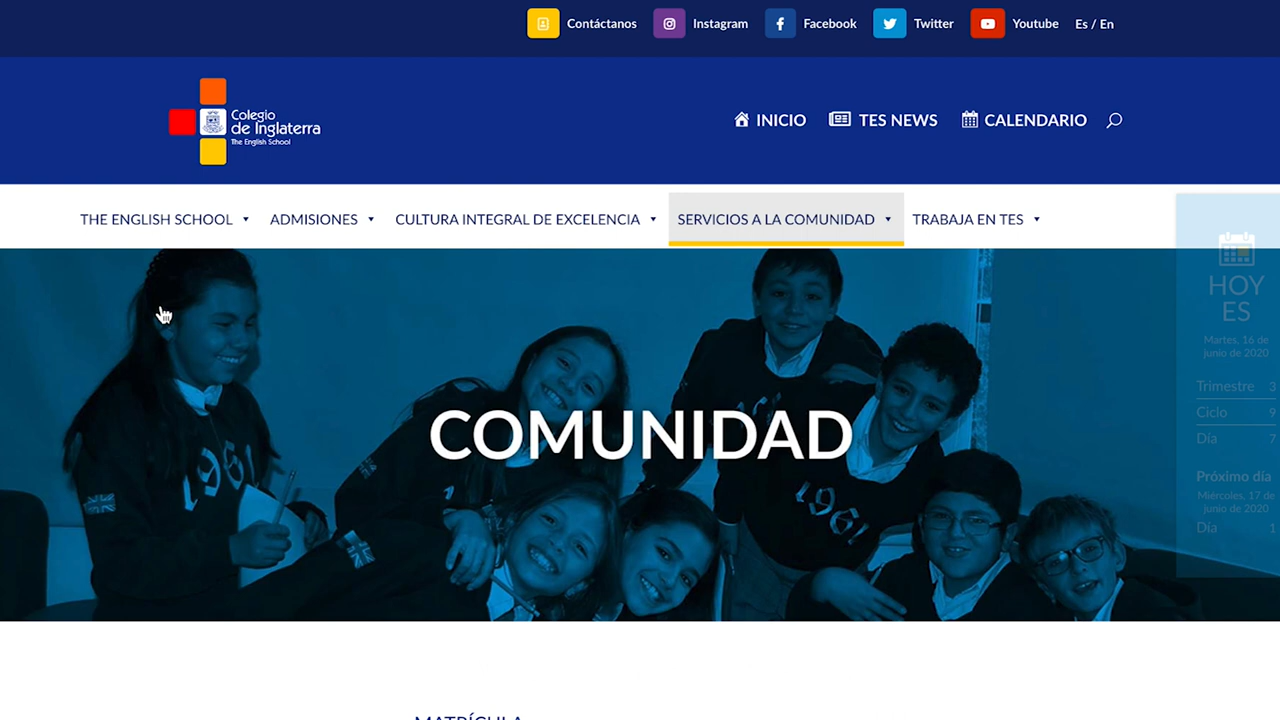 Contáctanos Instagram Facebook Twitter Youtube Es / En
Colegio
de Inglaterra
The English School
INICIO TES NEWS CALENDARIO
THE ENGLISH SCHOOL ADMISIONES CULTURA INTEGRAL DE EXCELENCIA SERVICIOS A LA COMUNIDAD TRABAJA EN TES
HOY
ES
Martes, 16 de
junio de 2020
Trimestre 3
Ciclo 9
Día 7
Próximo día
Miércoles, 17 de
junio de 2020
Día 1
COMUNIDAD
1961
1961
MATRÍCULA